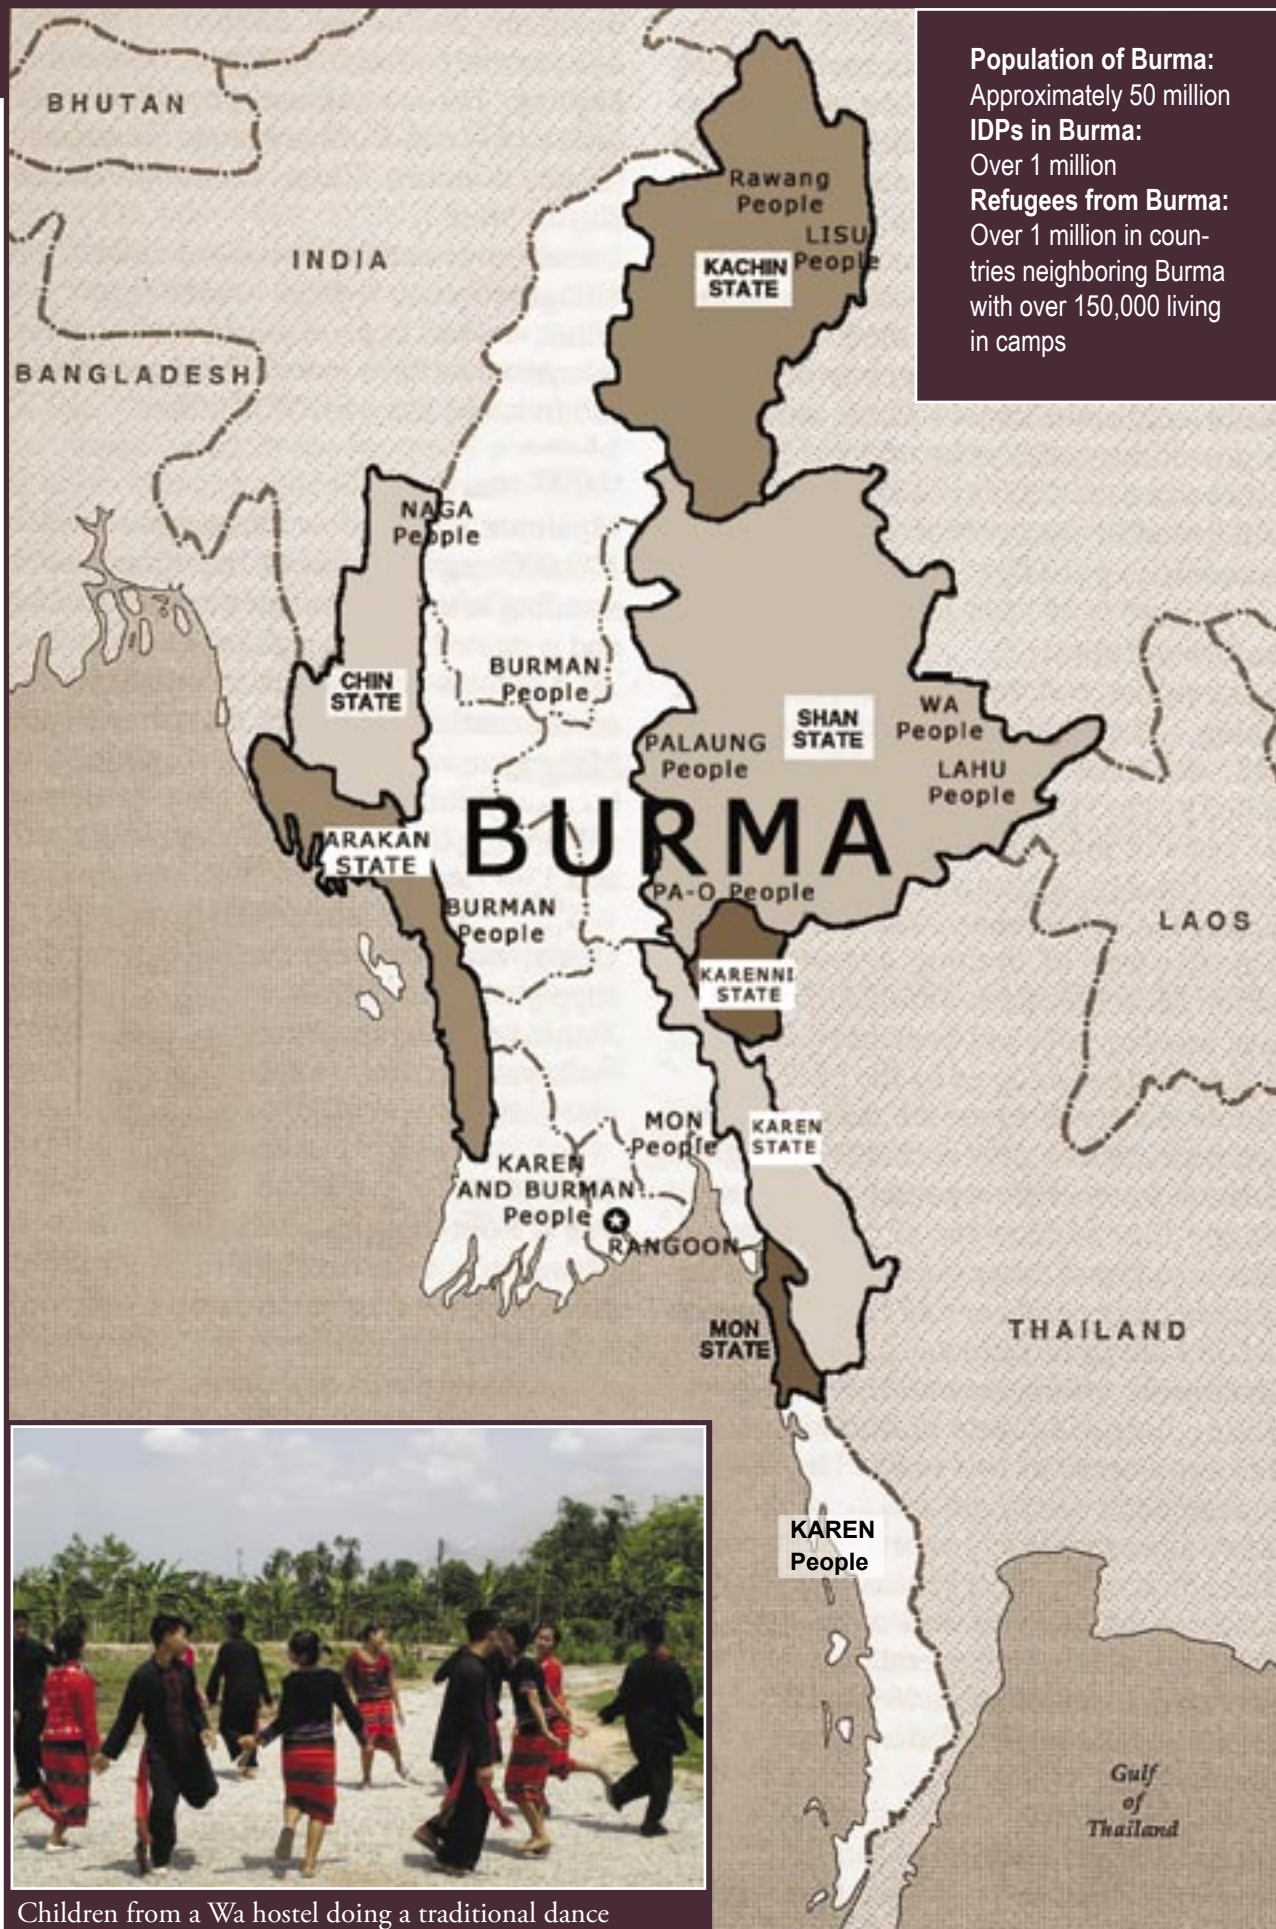 Population of Burma:
Approximately 50 million
IDPs in Burma:
Over 1 million
Refugees from Burma:
Over 1 million in coun-
tries neighboring Burma
with over 150,000 living
in camps
BHUTAN
INDIA
BANGLADESH
Rawang
People
LISU
People
KACHIN
STATE
NAGA
People
CHIN
STATE
BURMAN
People
SHAN
STATE
WA
People
PALAUNG
People
LAHU
People
BURMA
ARAKAN
STATE
PA-O People
BURMAN
People
LAOS
KARENNI
STATE
MON
People
KAREN
STATE
KAREN
AND BURMAN
People
RANGOON
MON
STATE
THAILAND
KAREN
People
Gulf
of
Thailand
Children from a Wa hostel doing a traditional dance